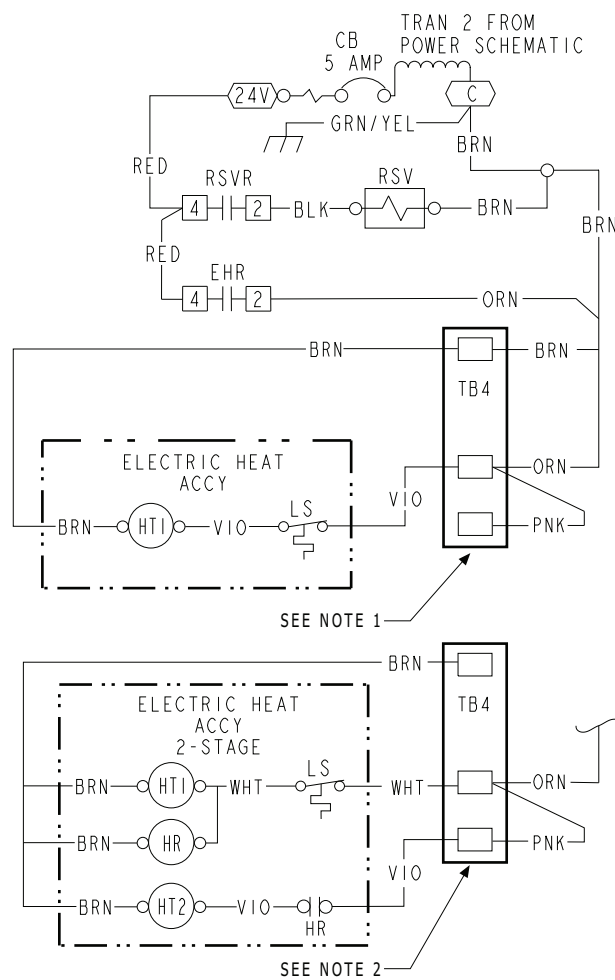 TRAN 2 FROM
POWER SCHEMATIC
CB
5 AMP
24V
C
GRN/YEL
BRN
RED
RSVR
RSV
4
2
BLK
BRN
BRN
RED
EHR
4
2
ORN
BRN
BRN
TB4
ELECTRIC HEAT
ACCY
ORN
VIO
LS
BRN
HT1
VIO
PNK
SEE NOTE 1
BRN
TB4
ELECTRIC HEAT
ACCY
2-STAGE
LS
BRN
HT1
WHT
WHT
ORN
BRN
HR
PNK
VIO
BRN
HT2
VIO
HR
SEE NOTE 2